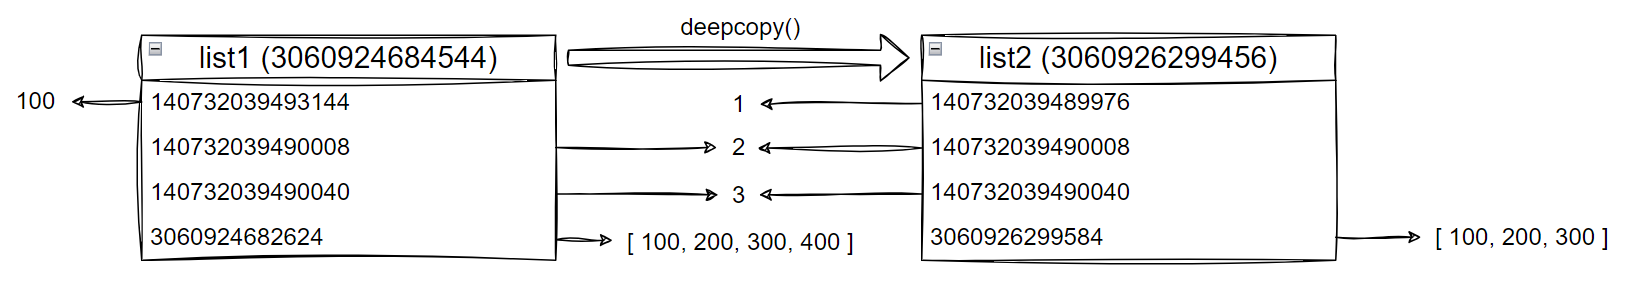 deepcopy()
list1 (3060924684544)
list2 (3060926299456)
100
140732039493144
1
140732039489976
140732039490008
2
140732039490008
140732039490040
3
140732039490040
3060924682624
[ 100, 200, 300, 400 ]
3060926299584
[ 100, 200, 300 ]